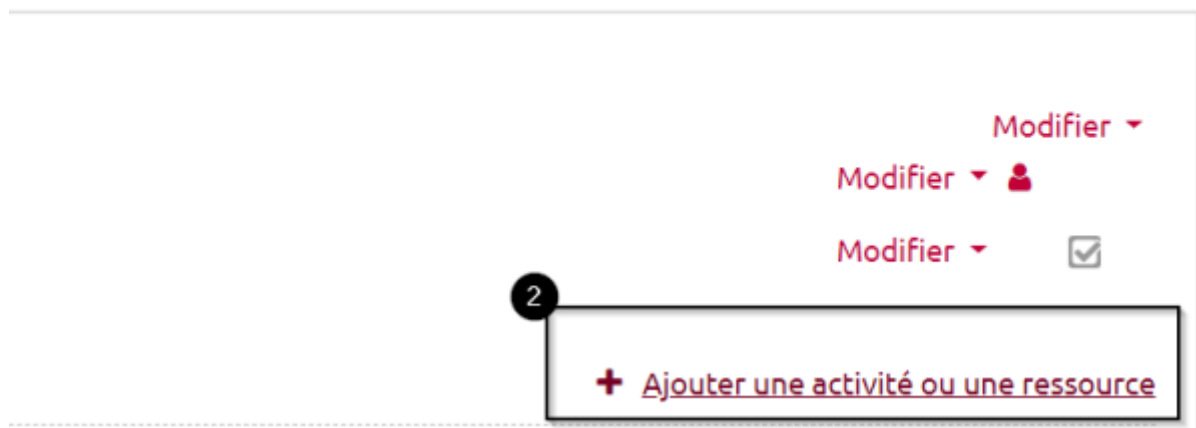 Modifier
Modifier
Modifier
2
+ Ajouter une activité ou une ressource